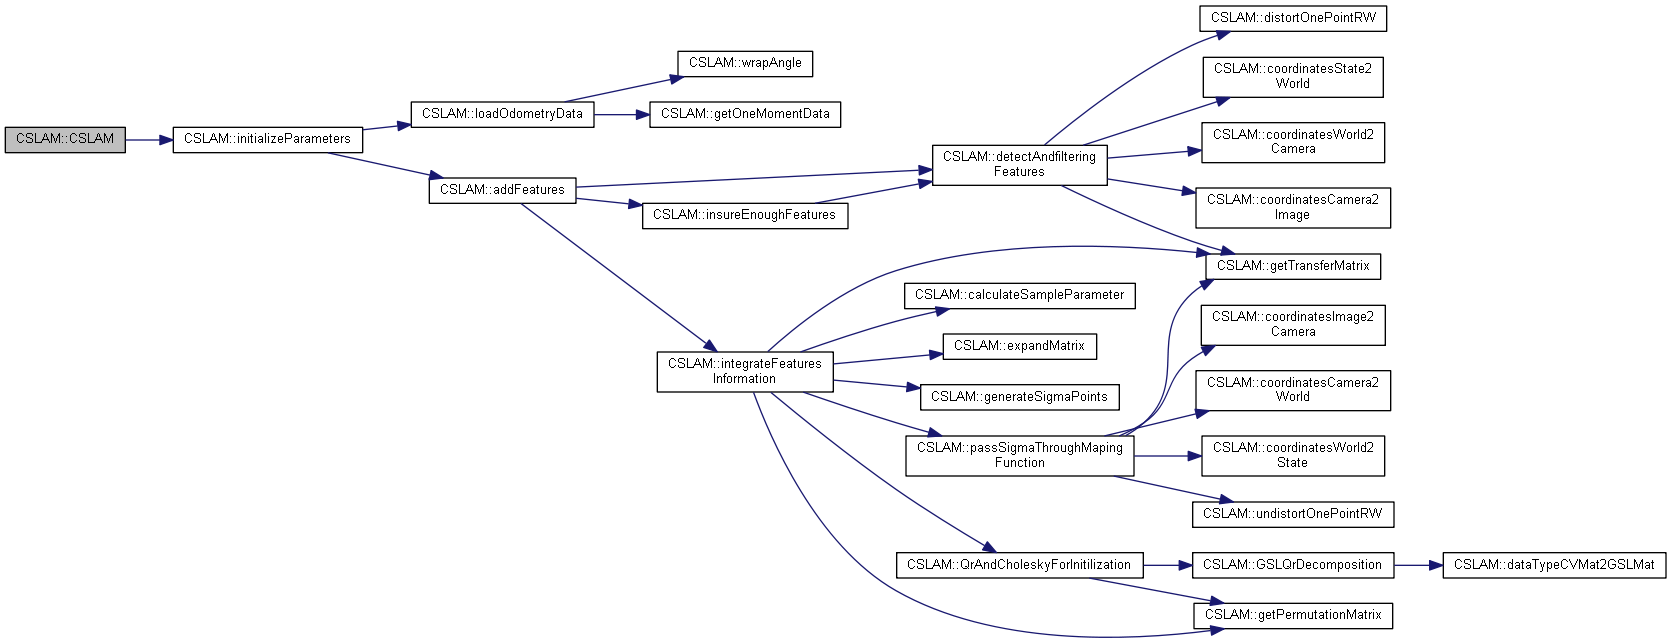 CSLAM::CSLAM
CSLAM::initializeParameters
CSLAM::loadOdometryData
CSLAM::addFeatures
CSLAM::wrapAngle
CSLAM::getOneMomentData
CSLAM::insureEnoughFeatures
CSLAM::integrateFeatures
Information
CSLAM::detectAndfiltering
Features
CSLAM::calculateSampleParameter
CSLAM::expandMatrix
CSLAM::generateSigmaPoints
CSLAM::passSigmaThroughMaping
Function
CSLAM::QrAndCholeskyForInitilization
CSLAM::distortOnePointRW
CSLAM::coordinatesState2
World
CSLAM::coordinatesWorld2
Camera
CSLAM::coordinatesCamera2
Image
CSLAM::getTransferMatrix
CSLAM::coordinatesImage2
Camera
CSLAM::coordinatesCamera2
World
CSLAM::coordinatesWorld2
State
CSLAM::undistortOnePointRW
CSLAM::GSLQrDecomposition
CSLAM::getPermutationMatrix
CSLAM::dataTypeCVMat2GSLMat